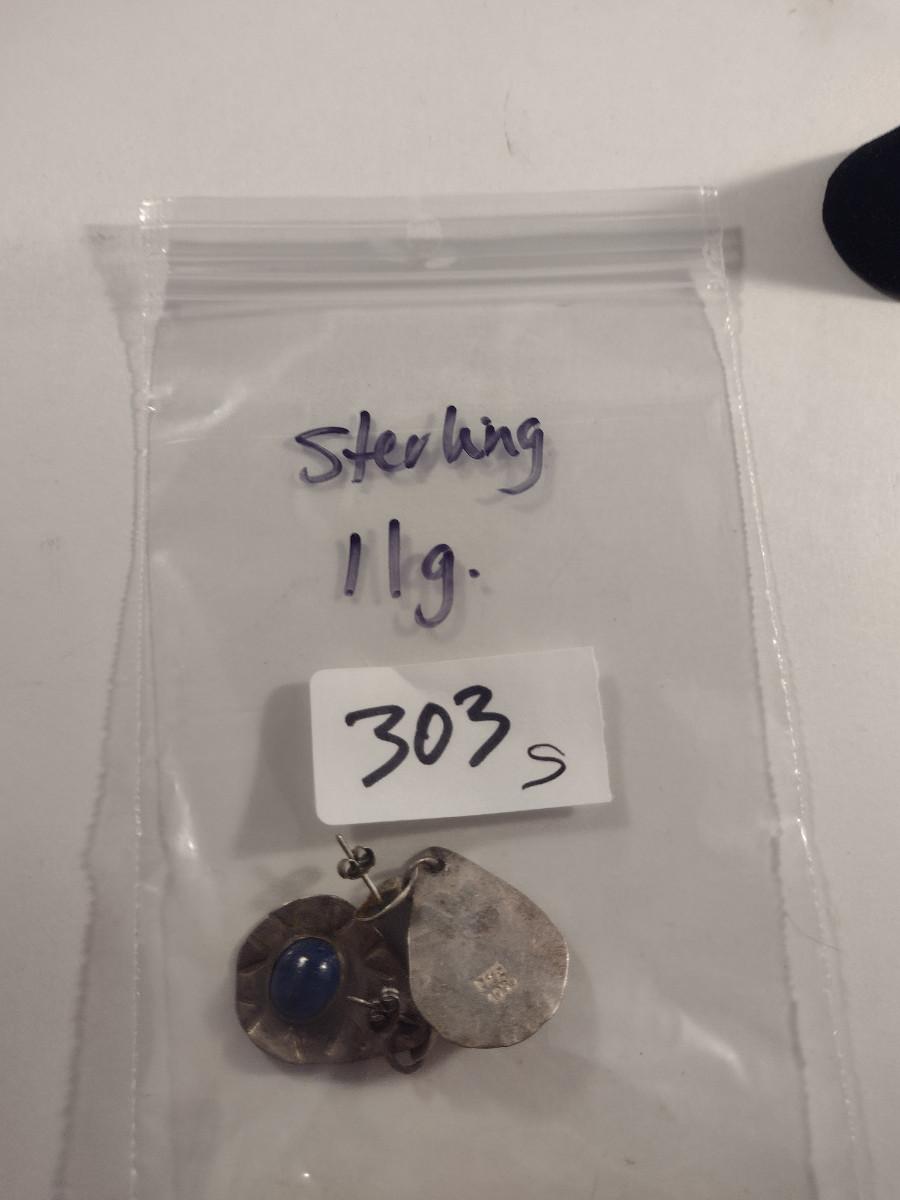 Sterling
11g.
303 S